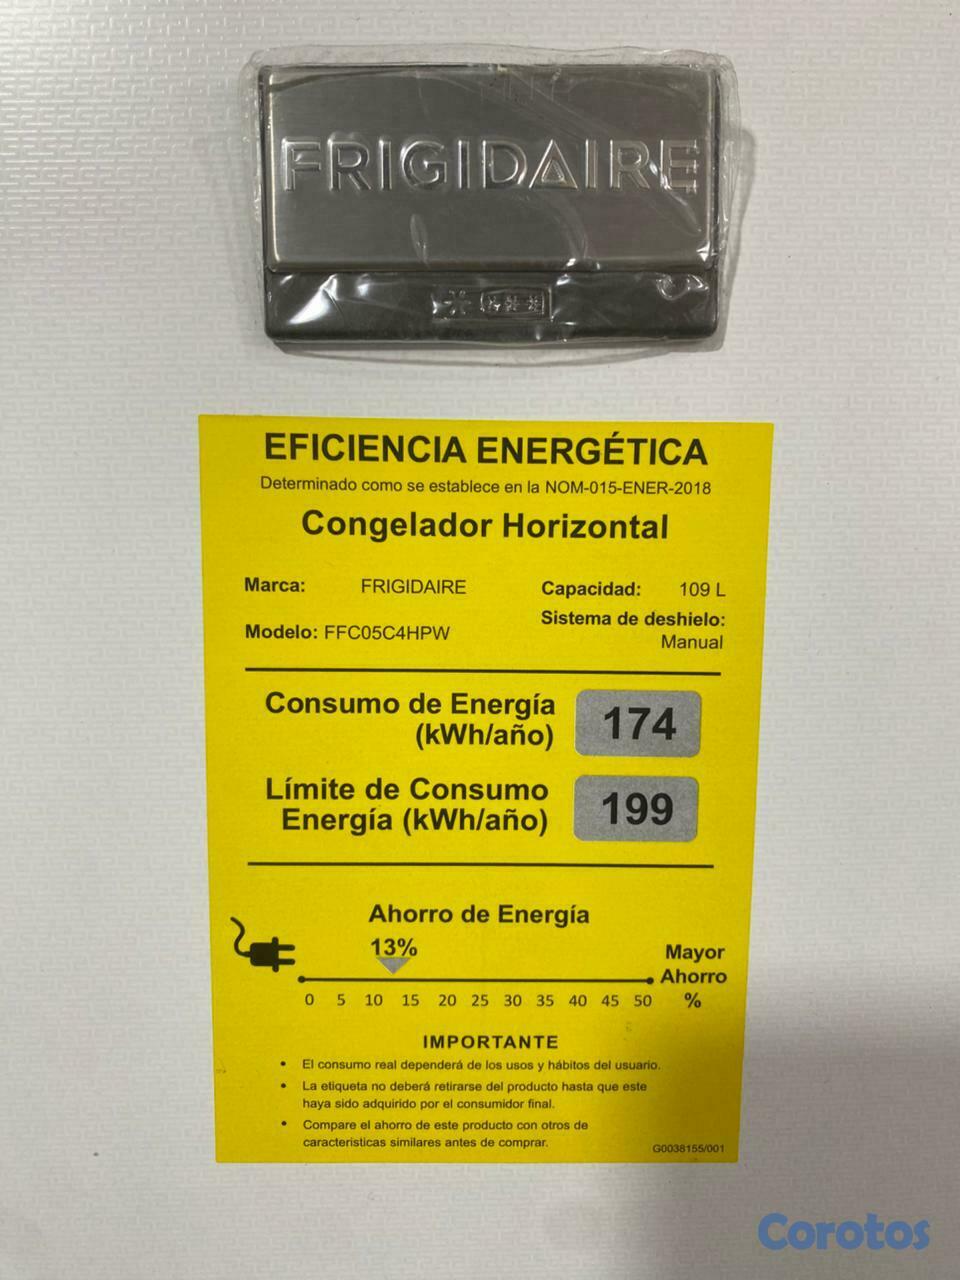 FRIGIDAIRE
EFICIENCIA ENERGÉTICA
Determinado como se establece en la NOM-015-ENER-2018
Congelador Horizontal
Marca: FRIGIDAIRE
Capacidad: 109 L
Modelo: FFC05C4HPW
Sistema de deshielo:
Manual
Consumo de Energía
(kWh/año)
174
Límite de Consumo
Energía (kWh/año)
199
Ahorro de Energía
13%
Mayor
Ahorro
0 5 10 15 20 25 30 35 40 45 50 %
IMPORTANTE
• El consumo real dependerá de los usos y hábitos del usuario.
• La etiqueta no deberá retirarse del producto hasta que este
haya sido adquirido por el consumidor final.
• Compare el ahorro de este producto con otros de
caracteristicas similares antes de comprar.
G0038155/001
Corotos